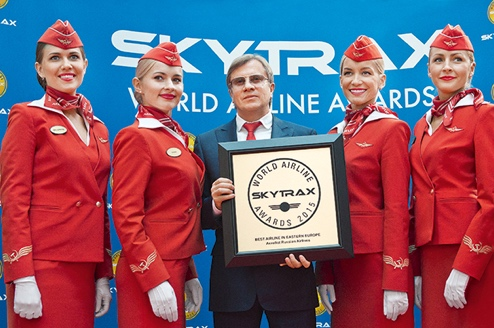 SKYTRAX
WORLD AIRLINE AWARDS
WORLD AIRLINE
SKYTRAX
AWARDS 2015
BEST AIRLINE IN EASTERN EUROPE
Aeroflot Russian Airlines